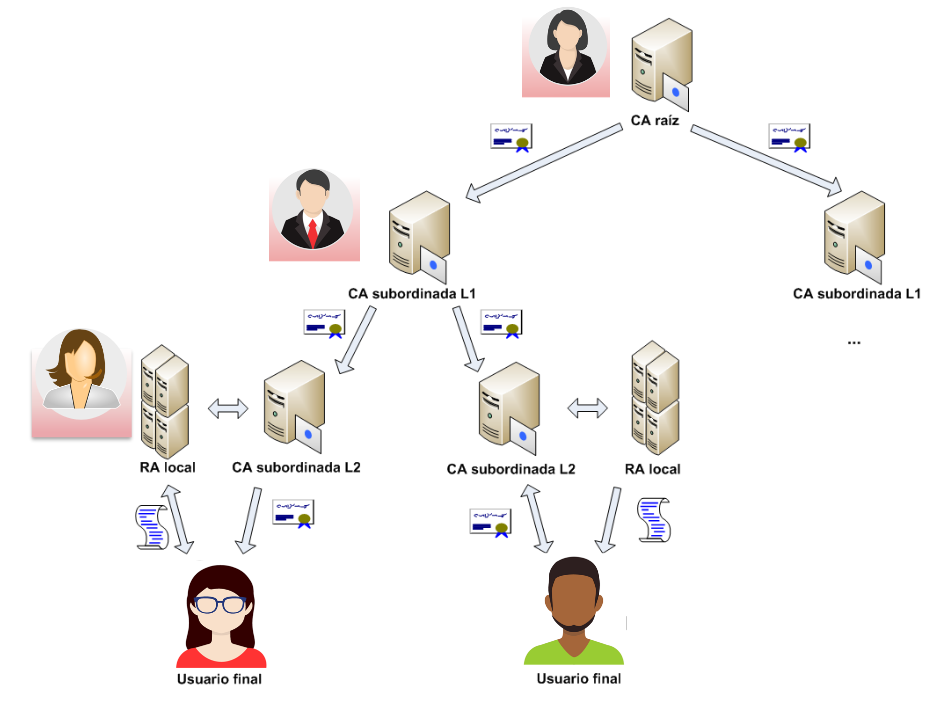 CA raíz
CA subordinada L1
CA subordinada L1
...
RA local
CA subordinada L2
CA subordinada L2
RA local
Usuario final
Usuario final